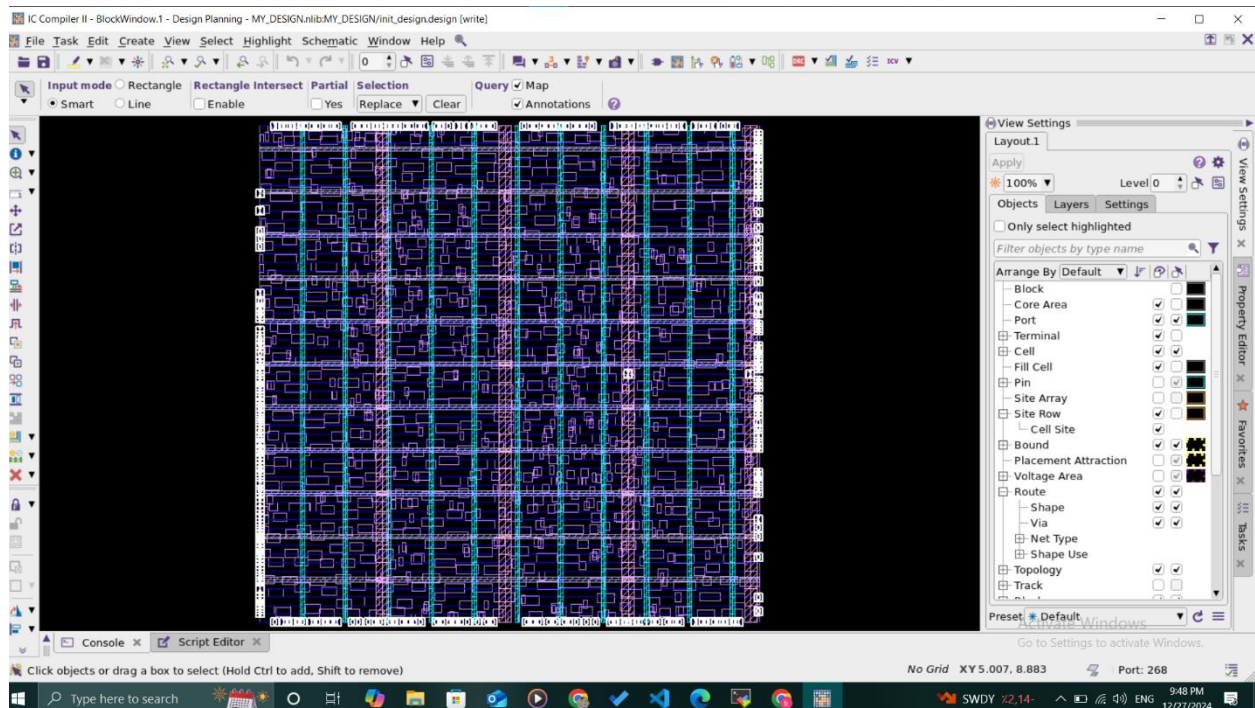 IC Compiler II - BlockWindow.1 - Design Planning - MY_DESIGN.nlib:MY_DESIGN/init_design.design [write]
File Task Edit Create View Select Highlight Schematic Window Help
0
DRC
ICV
Input mode Rectangle Rectangle Intersect Partial Selection Query Map
Smart Line Enable Yes Replace Clear Annotations
View Settings
Layout.1
Apply
100% Level 0
Objects Layers Settings
Only select highlighted
Filter objects by type name
Arrange By Default
Block
Core Area
Port
Terminal
Cell
Fill Cell
Pin
Site Array
Site Row
Cell Site
Bound
Placement Attraction
Voltage Area
Route
Shape
Via
Net Type
Shape Use
Topology
Track
Preset Default
View Settings
Property Editor
Favorites
Tasks
Activate Windows
Go to Settings to activate Windows.
Console Script Editor
Click objects or drag a box to select (Hold Ctrl to add, Shift to remove) No Grid XY 5.007, 8.883 Port: 268
Type here to search SWDY ٪2,14- ENG 9:48 PM
12/27/2024